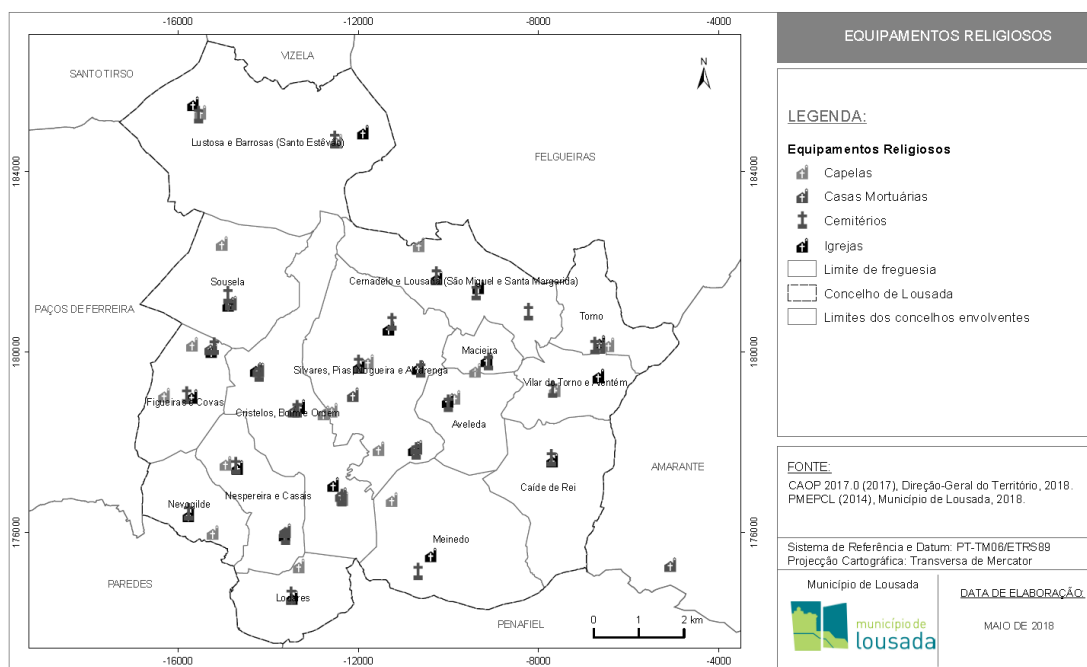 -16000 -12000 -8000 -4000
EQUIPAMENTOS RELIGIOSOS
VIZELA
SANTO TIRSO
N
Lustosa e Barrosas (Santo Estêvão)
FELGUEIRAS
184000 184000
Sousela
Cernadelo e Lousada (São Miguel e Santa Margarida)
PAÇOS DE FERREIRA
Torno
180000 180000
Macieira
Silvares, Pias, Nogueira e Alvarenga
Vilar do Torno e Alentém
Figueiras e Covas
Cristelos, Boim e Ordem
Aveleda
AMARANTE
Caíde de Rei
Nespereira e Casais
Nevogilde
176000 176000
Meinedo
PAREDES
Lodares
PENAFIEL
0 1 2 km
-16000 -12000 -8000 -4000
LEGENDA:
Equipamentos Religiosos
Capelas
Casas Mortuárias
Cemitérios
Igrejas
Limite de freguesia
Concelho de Lousada
Limites dos concelhos envolventes
FONTE:
CAOP 2017.0 (2017), Direção-Geral do Território, 2018.
PMEPCL (2014), Município de Lousada, 2018.
Sistema de Referência e Datum: PT-TM06/ETRS89
Projecção Cartográfica: Transversa de Mercator
Município de Lousada
município de
lousada
DATA DE ELABORAÇÃO:
MAIO DE 2018